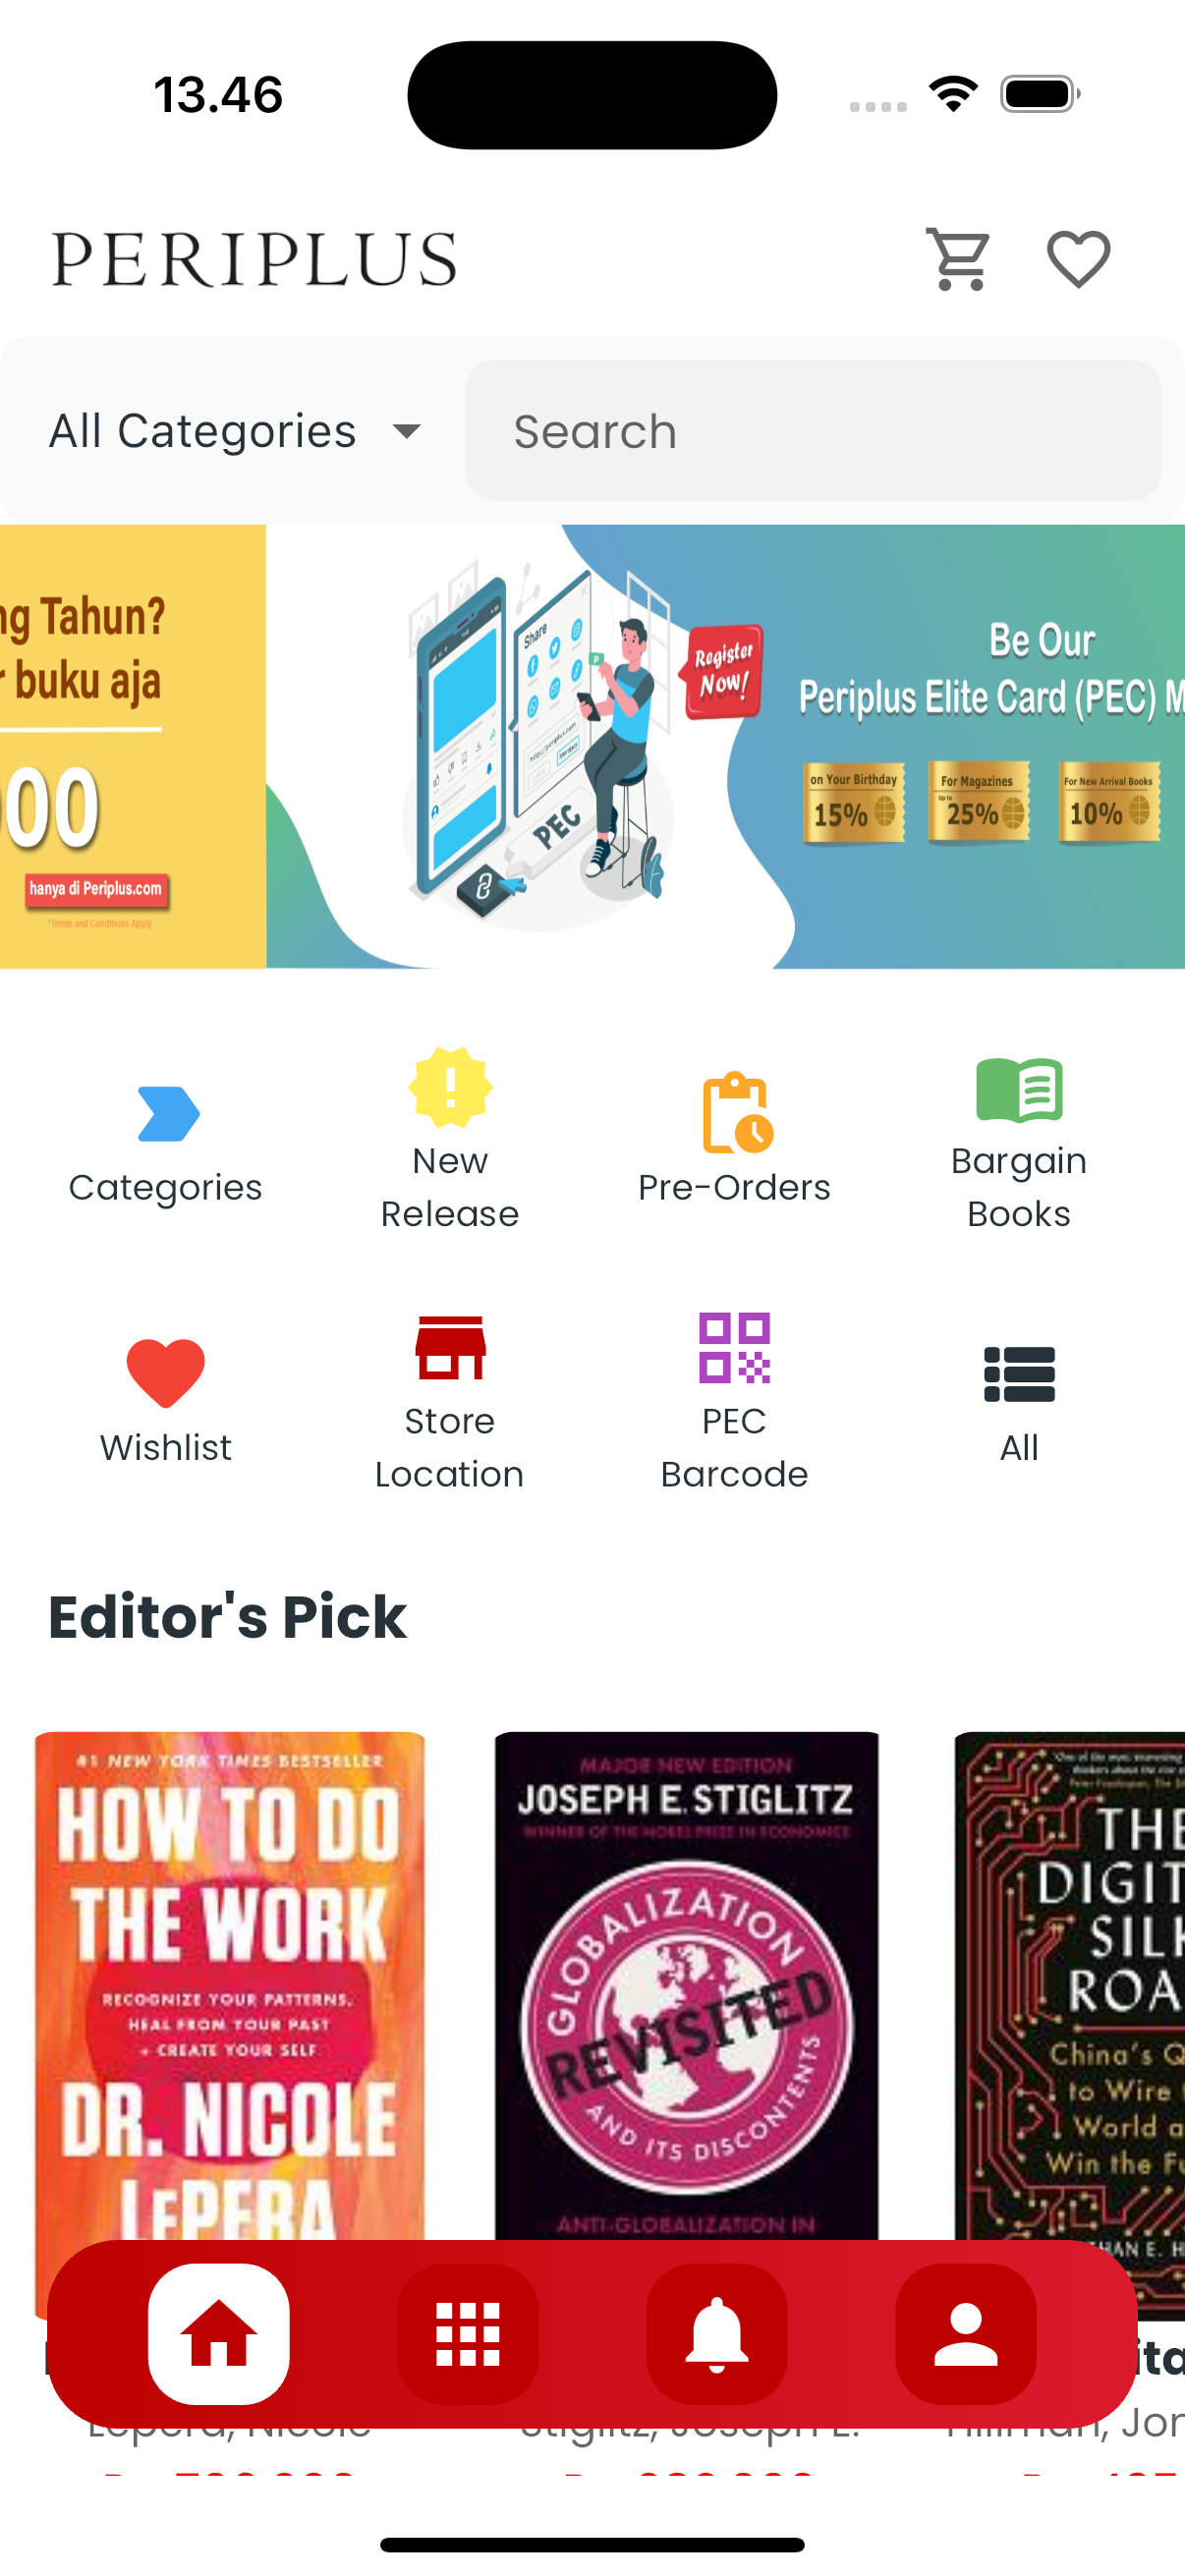 13.46
PERIPLUS
All Categories
Search
ng Tahun?
buku aja
00
hanya di Periplus.com
*Terms and Conditions Apply
Share
PEC
Register
Now!
Be Our
Periplus Elite Card (PEC) M
on Your Birthday
15%
For Magazines
Up to
25%
For New Arrival Books
10%
Categories
New
Release
Pre-Orders
Bargain
Books
Wishlist
Store
Location
PEC
Barcode
All
Editor's Pick
#1 NEW YORK TIMES BESTSELLER
HOW TO DO
THE WORK
RECOGNIZE YOUR PATTERNS,
HEAL FROM YOUR PAST
+ CREATE YOUR SELF
DR. NICOLE
LEPERA
MAJOR NEW EDITION
JOSEPH E. STIGLITZ
WINNER OF THE NOBEL PRIZE IN ECONOMICS
GLOBALIZATION
REVISITED
AND ITS DISCONTENTS
ANTI-GLOBALIZATION IN
THE
DIGIT
SILK
ROA
China's Q
to Wire
World a
Win the Fu
HAN E. H
ita
Lepera, Nicole
Stiglitz, Joseph E.
Hillman, Jon